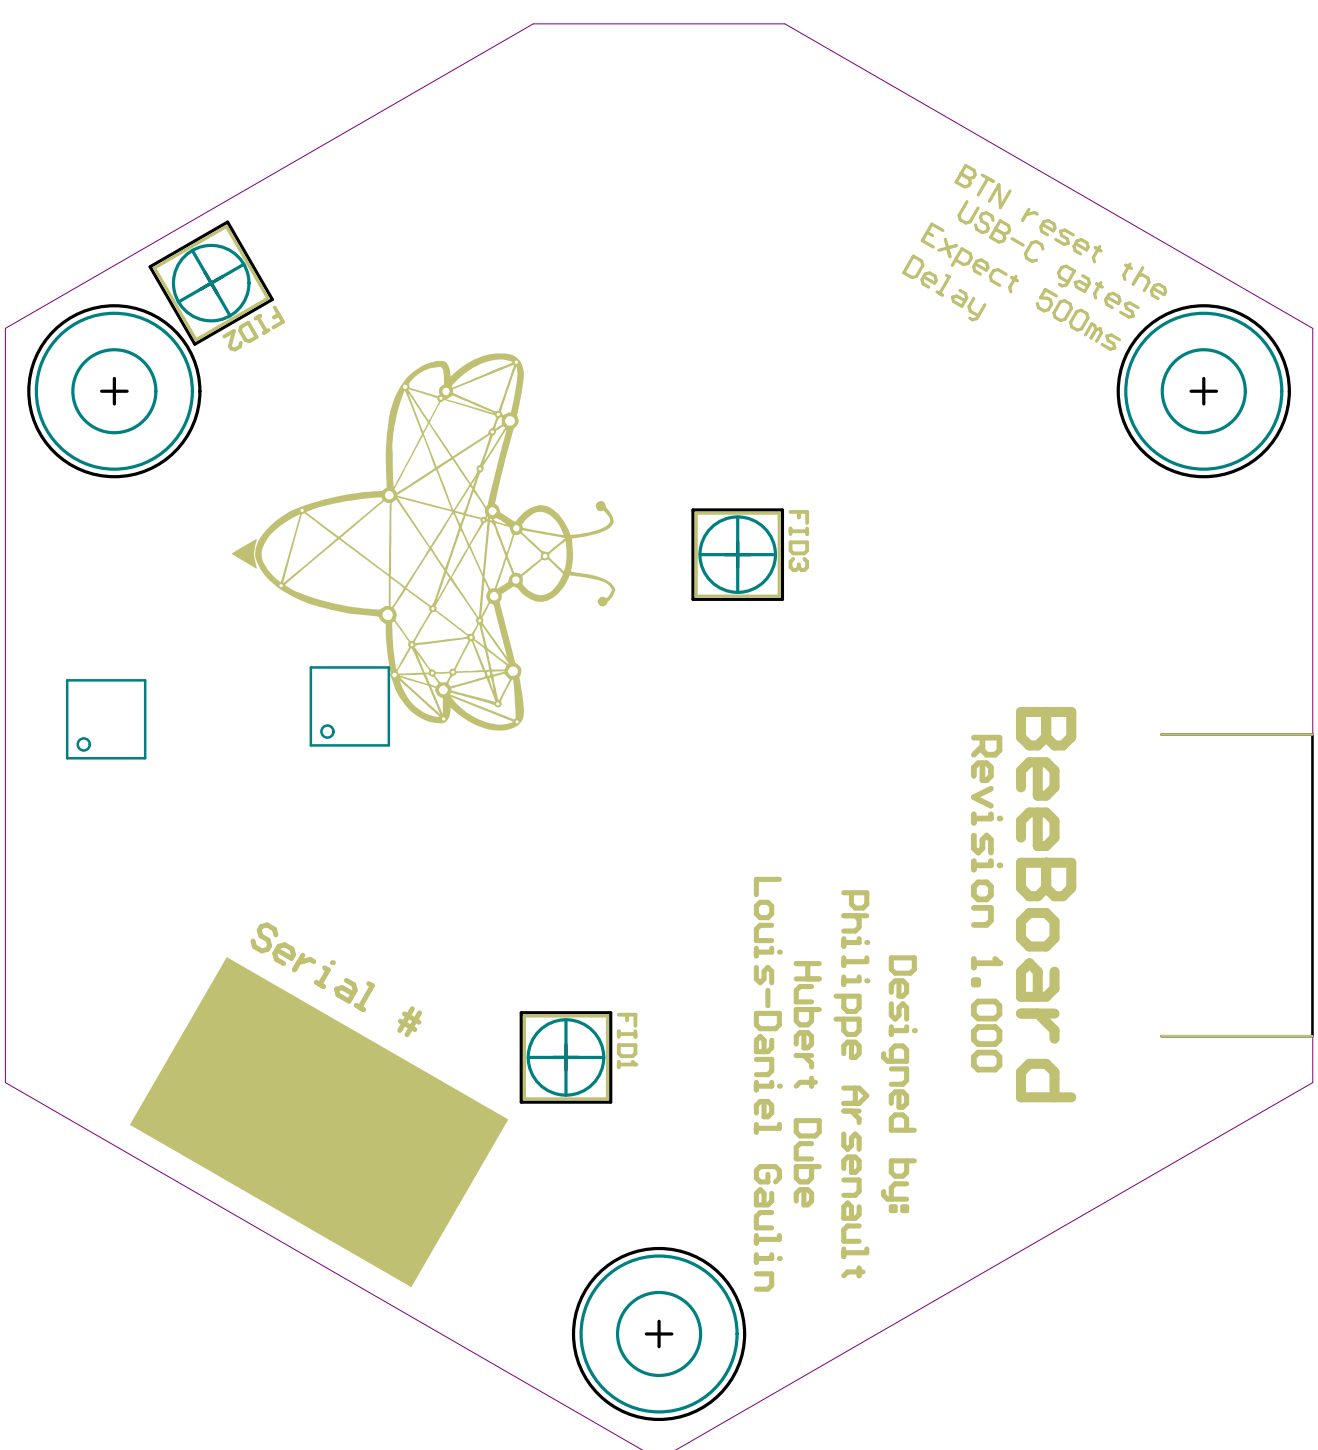 BTN reset the
USB-C gates
Expect 500ms
Delay
FID2
FID3
BeeBoard
Revision 1.000
Designed by:
Philippe Arsenault
Hubert Dube
Louis-Daniel Gaulin
Serial #
FID1